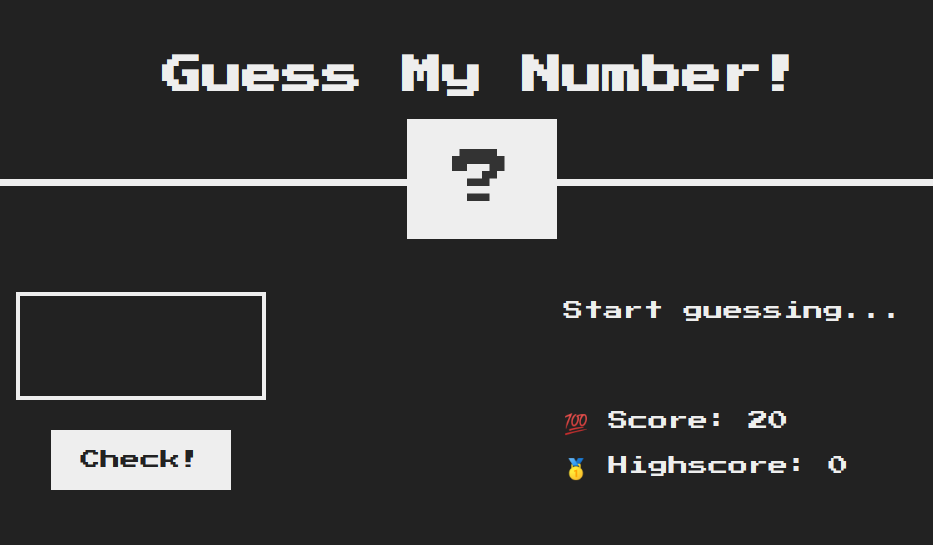 Guess My Number!
?
Start guessing...
💯 Score: 20
Check!
🥇 Highscore: 0